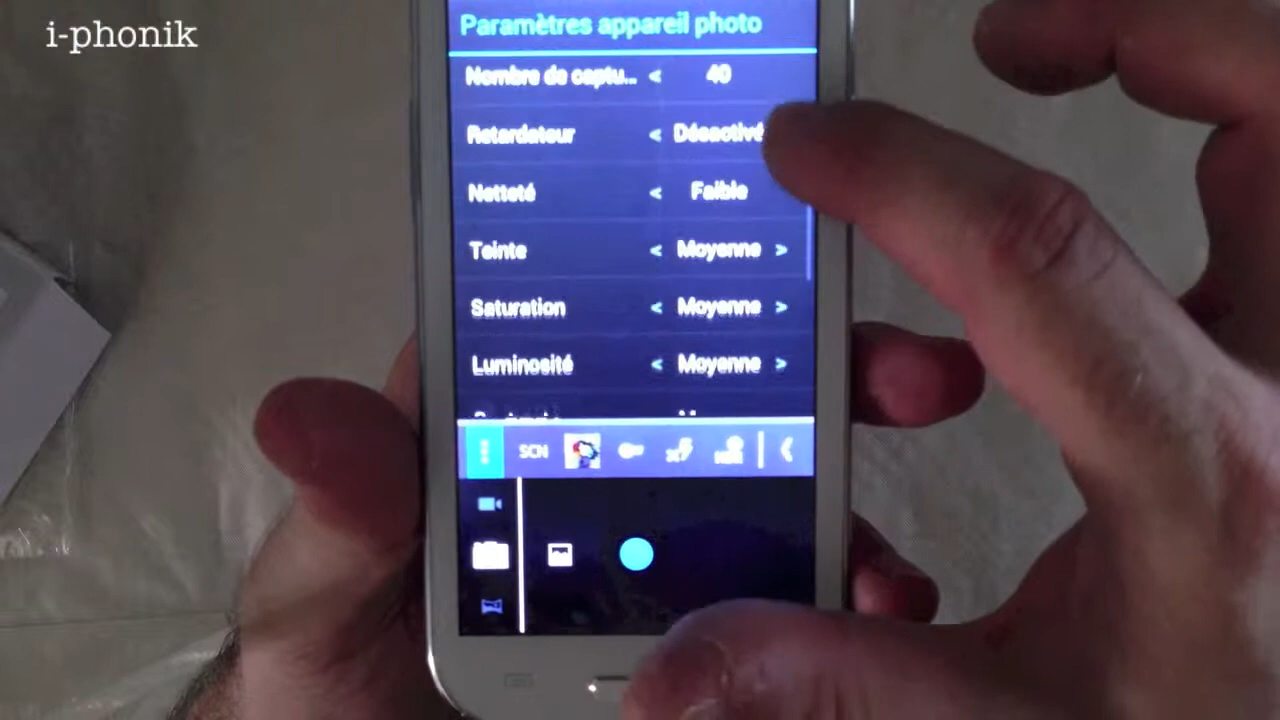 i-phonik
Paramètres appareil photo
Nombre de captu... < 40
Retardateur < Désactivé
Netteté < Faible
Teinte < Moyenne >
Saturation < Moyenne >
Luminosité < Moyenne >
SCN